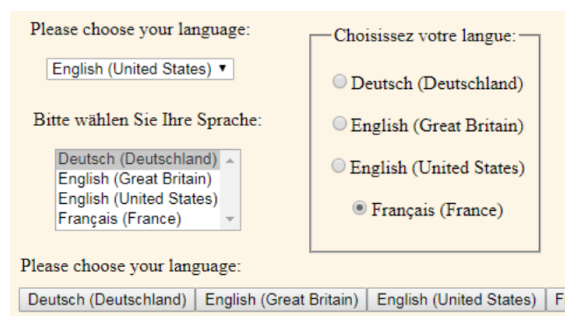 Please choose your language:
English (United States)
Bitte wählen Sie Ihre Sprache:
Deutsch (Deutschland)
English (Great Britain)
English (United States)
Français (France)
Choisissez votre langue:
Deutsch (Deutschland)
English (Great Britain)
English (United States)
Français (France)
Please choose your language:
Deutsch (Deutschland) English (Great Britain) English (United States) F